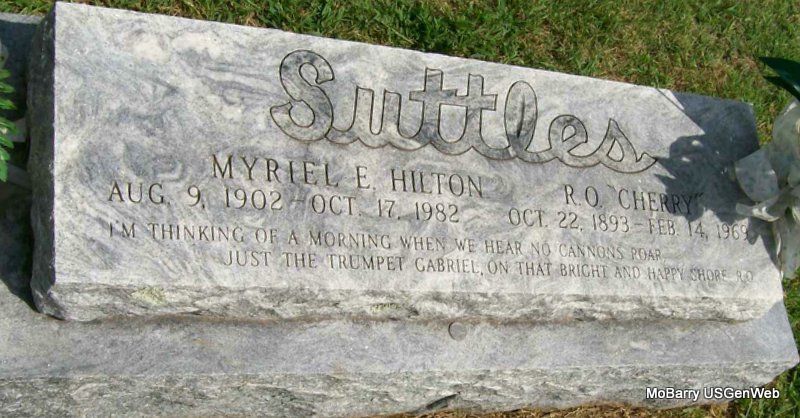 Suttles
MYRIEL E. HILTON R.O. "CHERRY"
AUG. 9, 1902 - OCT. 17, 1982 OCT. 22, 1893 - FEB. 14, 1969
I'M THINKING OF A MORNING WHEN WE HEAR NO CANNONS ROAR
JUST THE TRUMPET GABRIEL, ON THAT BRIGHT AND HAPPY SHORE R.O.
MoBarry USGenWeb